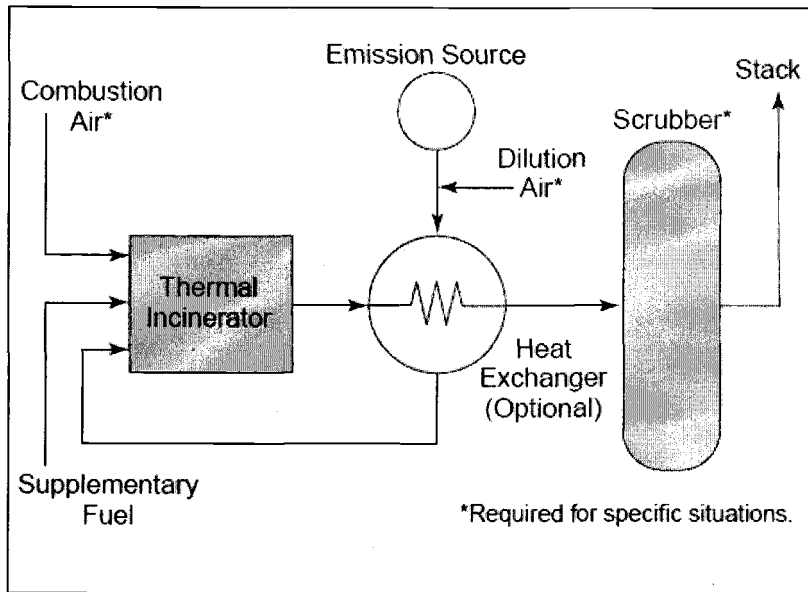 Emission Source
Stack
Combustion
Air*
Scrubber*
Dilution
Air*
Thermal
Incinerator
Heat
Exchanger
(Optional)
Supplementary
Fuel
*Required for specific situations.